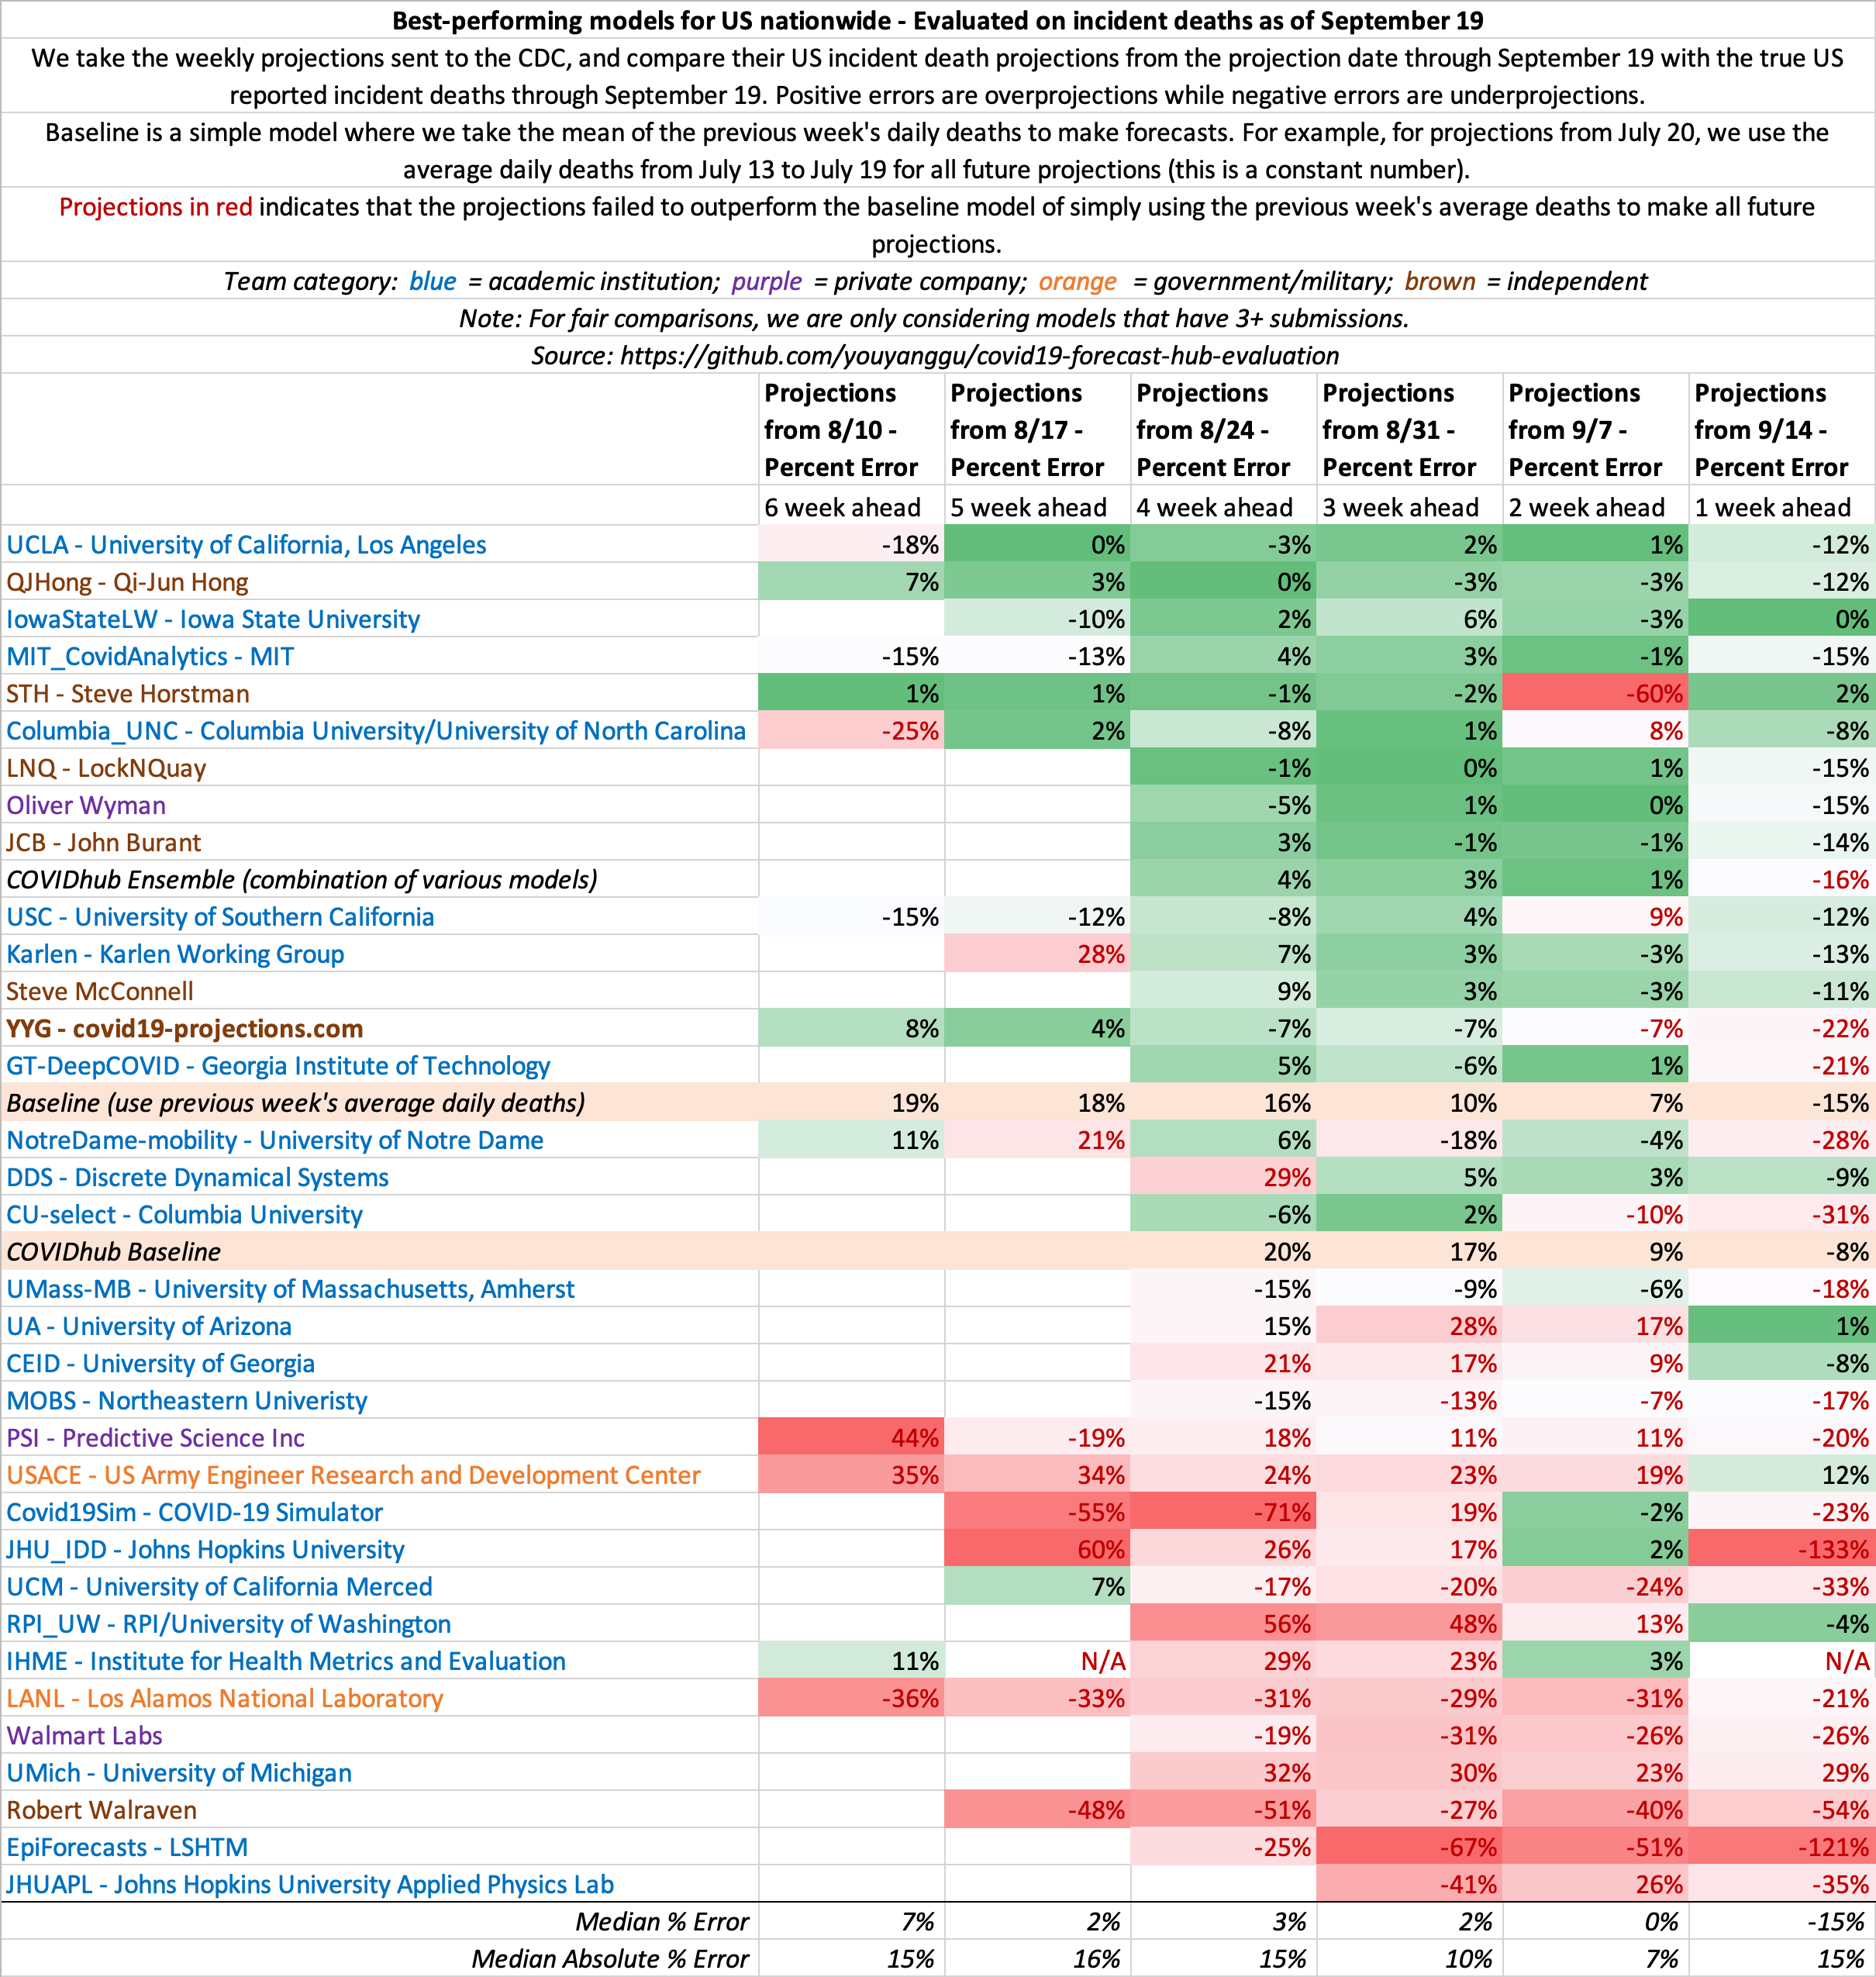 Best-performing models for US nationwide - Evaluated on incident deaths as of September 19
We take the weekly projections sent to the CDC, and compare their US incident death projections from the projection date through September 19 with the true US
reported incident deaths through September 19. Positive errors are overprojections while negative errors are underprojections.
Baseline is a simple model where we take the mean of the previous week's daily deaths to make forecasts. For example, for projections from July 20, we use the
average daily deaths from July 13 to July 19 for all future projections (this is a constant number).
Projections in red indicates that the projections failed to outperform the baseline model of simply using the previous week's average deaths to make all future
projections.
Team category: blue = academic institution; purple = private company; orange = government/military; brown = independent
Note: For fair comparisons, we are only considering models that have 3+ submissions.
Source: https://github.com/youyanggu/covid19-forecast-hub-evaluation
Projections Projections Projections Projections Projections Projections
from 8/10 - from 8/17 - from 8/24 - from 8/31 - from 9/7 - from 9/14 -
Percent Error Percent Error Percent Error Percent Error Percent Error Percent Error
6 week ahead 5 week ahead 4 week ahead 3 week ahead 2 week ahead 1 week ahead
UCLA - University of California, Los Angeles -18% 0% -3% 2% 1% -12%
QJHong - Qi-Jun Hong 7% 3% 0% -3% -3% -12%
IowaStateLW - Iowa State University -10% 2% 6% -3% 0%
MIT_CovidAnalytics - MIT -15% -13% 4% 3% -1% -15%
STH - Steve Horstman 1% 1% -1% -2% -60% 2%
Columbia_UNC - Columbia University/University of North Carolina -25% 2% -8% 1% 8% -8%
LNQ - LockNQuay -1% 0% 1% -15%
Oliver Wyman -5% 1% 0% -15%
JCB - John Burant 3% -1% -1% -14%
COVIDhub Ensemble (combination of various models) 4% 3% 1% -16%
USC - University of Southern California -15% -12% -8% 4% 9% -12%
Karlen - Karlen Working Group 28% 7% 3% -3% -13%
Steve McConnell 9% 3% -3% -11%
YYG - covid19-projections.com 8% 4% -7% -7% -7% -22%
GT-DeepCOVID - Georgia Institute of Technology 5% -6% 1% -21%
Baseline (use previous week's average daily deaths) 19% 18% 16% 10% 7% -15%
NotreDame-mobility - University of Notre Dame 11% 21% 6% -18% -4% -28%
DDS - Discrete Dynamical Systems 29% 5% 3% -9%
CU-select - Columbia University -6% 2% -10% -31%
COVIDhub Baseline 20% 17% 9% -8%
UMass-MB - University of Massachusetts, Amherst -15% -9% -6% -18%
UA - University of Arizona 15% 28% 17% 1%
CEID - University of Georgia 21% 17% 9% -8%
MOBS - Northeastern Univeristy -15% -13% -7% -17%
PSI - Predictive Science Inc 44% -19% 18% 11% 11% -20%
USACE - US Army Engineer Research and Development Center 35% 34% 24% 23% 19% 12%
Covid19Sim - COVID-19 Simulator -55% -71% 19% -2% -23%
JHU_IDD - Johns Hopkins University 60% 26% 17% 2% -133%
UCM - University of California Merced 7% -17% -20% -24% -33%
RPI_UW - RPI/University of Washington 56% 48% 13% -4%
IHME - Institute for Health Metrics and Evaluation 11% N/A 29% 23% 3% N/A
LANL - Los Alamos National Laboratory -36% -33% -31% -29% -31% -21%
Walmart Labs -19% -31% -26% -26%
UMich - University of Michigan 32% 30% 23% 29%
Robert Walraven -48% -51% -27% -40% -54%
EpiForecasts - LSHTM -25% -67% -51% -121%
JHUAPL - Johns Hopkins University Applied Physics Lab -41% 26% -35%
Median % Error 7% 2% 3% 2% 0% -15%
Median Absolute % Error 15% 16% 15% 10% 7% 15%